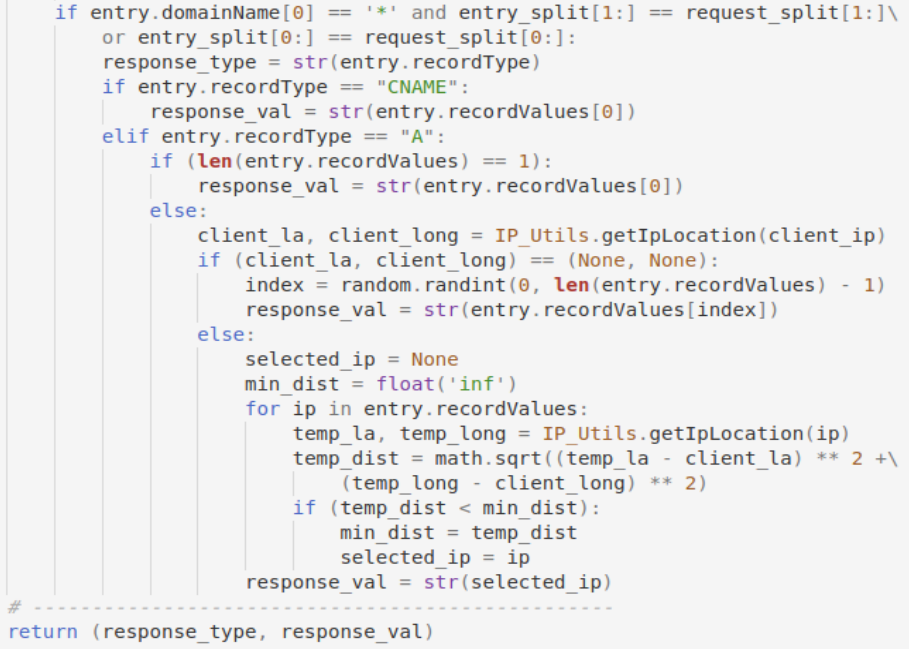 if entry.domainName[0] == '*' and entry_split[1:] == request_split[1:]\
        or entry_split[0:] == request_split[0:]:
        response_type = str(entry.recordType)
        if entry.recordType == "CNAME":
            response_val = str(entry.recordValues[0])
        elif entry.recordType == "A":
            if (len(entry.recordValues) == 1):
                response_val = str(entry.recordValues[0])
            else:
                client_la, client_long = IP_Utils.getIpLocation(client_ip)
                if (client_la, client_long) == (None, None):
                    index = random.randint(0, len(entry.recordValues) - 1)
                    response_val = str(entry.recordValues[index])
                else:
                    selected_ip = None
                    min_dist = float('inf')
                    for ip in entry.recordValues:
                        temp_la, temp_long = IP_Utils.getIpLocation(ip)
                        temp_dist = math.sqrt((temp_la - client_la) ** 2 +\
                            (temp_long - client_long) ** 2)
                        if (temp_dist < min_dist):
                            min_dist = temp_dist
                            selected_ip = ip
                    response_val = str(selected_ip)
# -------------------------------------------------
return (response_type, response_val)